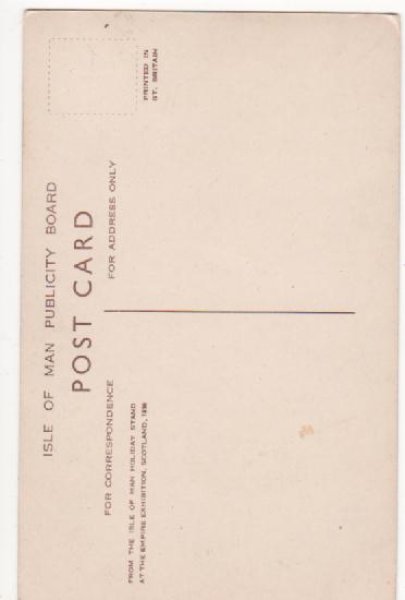 ISLE OF MAN PUBLICITY BOARD
POST CARD
FOR CORRESPONDENCE
FOR ADDRESS ONLY
PRINTED IN
GT. BRITAIN
FROM THE ISLE OF MAN HOLIDAY STAND
AT THE EMPIRE EXHIBITION, SCOTLAND, 1938